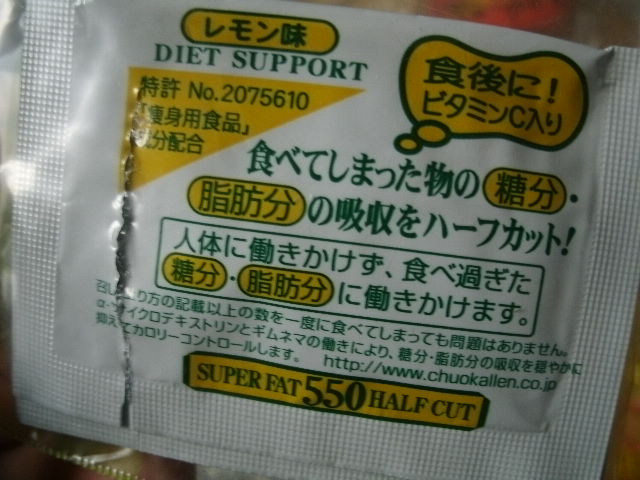 レモン味
DIET SUPPORT
食後に!
ビタミンC入り
特許 No.2075610
「痩身用食品」
分配合
食べてしまった物の糖分・
脂肪分の吸収をハーフカット!
人体に働きかけず、食べ過ぎた
糖分・脂肪分に働きかけます。
召し り方の記載以上の数を一度に食べてしまっても問題はありません。
α- イクロデキストリンとギムネマの働きにより、糖分・脂肪分の吸収を穏やかに
抑え カロリーコントロールします。 http://www.chuokallen.co.jp
SUPER FAT 550 HALF CUT